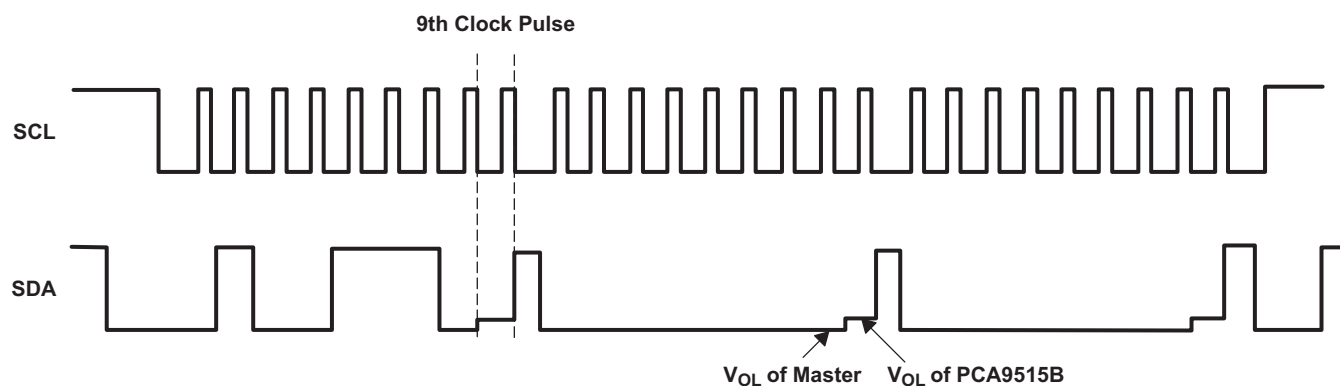 9th Clock Pulse
SCL
SDA
VOL of Master
VOL of PCA9515B